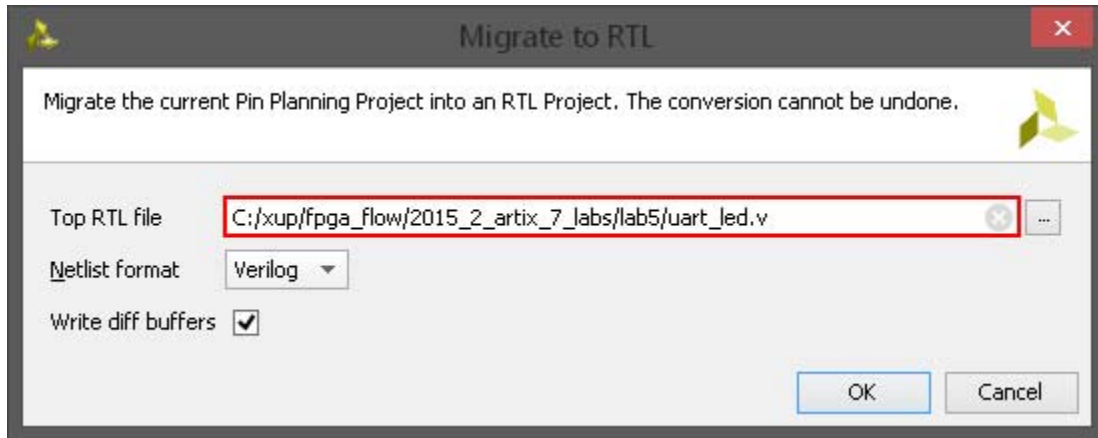 Migrate to RTL
Migrate the current Pin Planning Project into an RTL Project. The conversion cannot be undone.
Top RTL file C:/xup/fpga_flow/2015_2_artix_7_labs/lab5/uart_led.v ...
Netlist format Verilog
Write diff buffers
OK Cancel